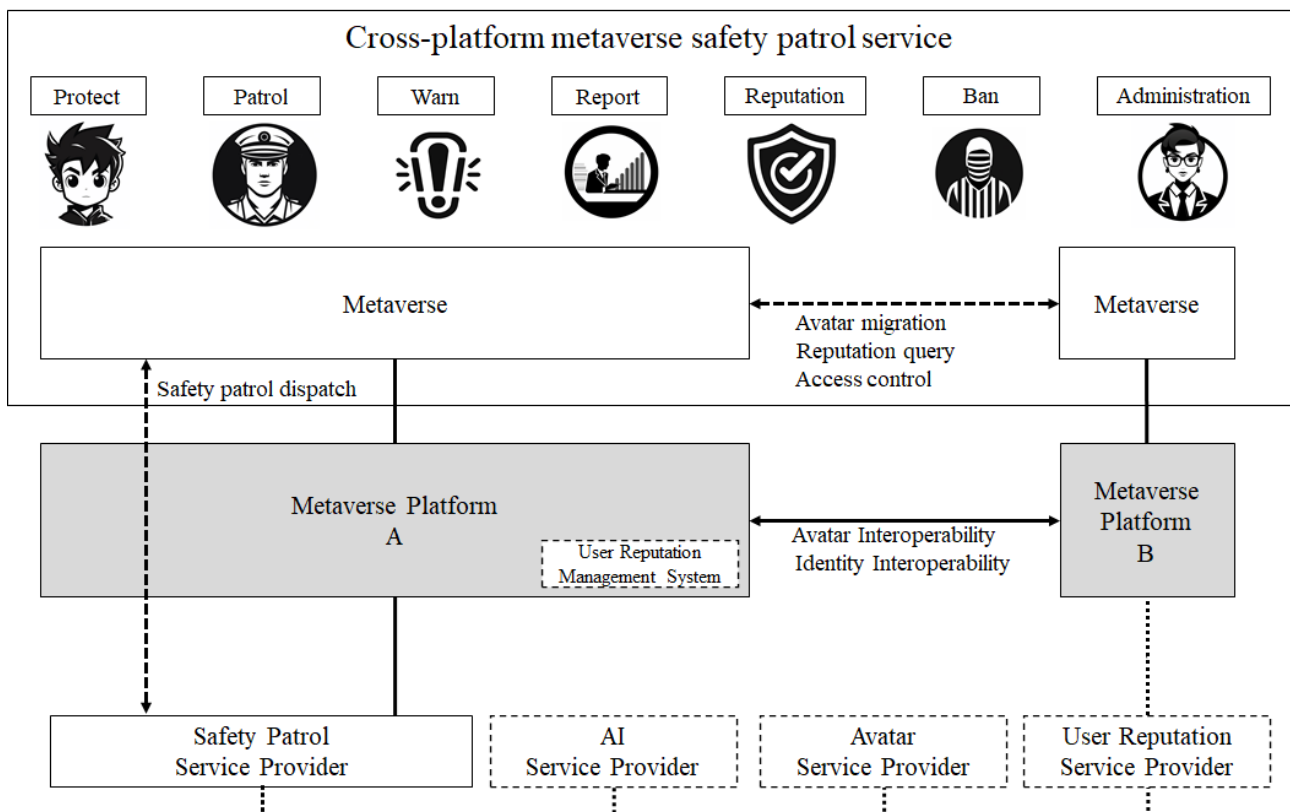 Cross-platform metaverse safety patrol service
Protect
Patrol
Warn
Report
Reputation
Ban
Administration
Metaverse
Avatar migration
Reputation query
Access control
Metaverse
Safety patrol dispatch
Metaverse Platform
A
User Reputation
Management System
Avatar Interoperability
Identity Interoperability
Metaverse
Platform
B
Safety Patrol
Service Provider
AI
Service Provider
Avatar
Service Provider
User Reputation
Service Provider